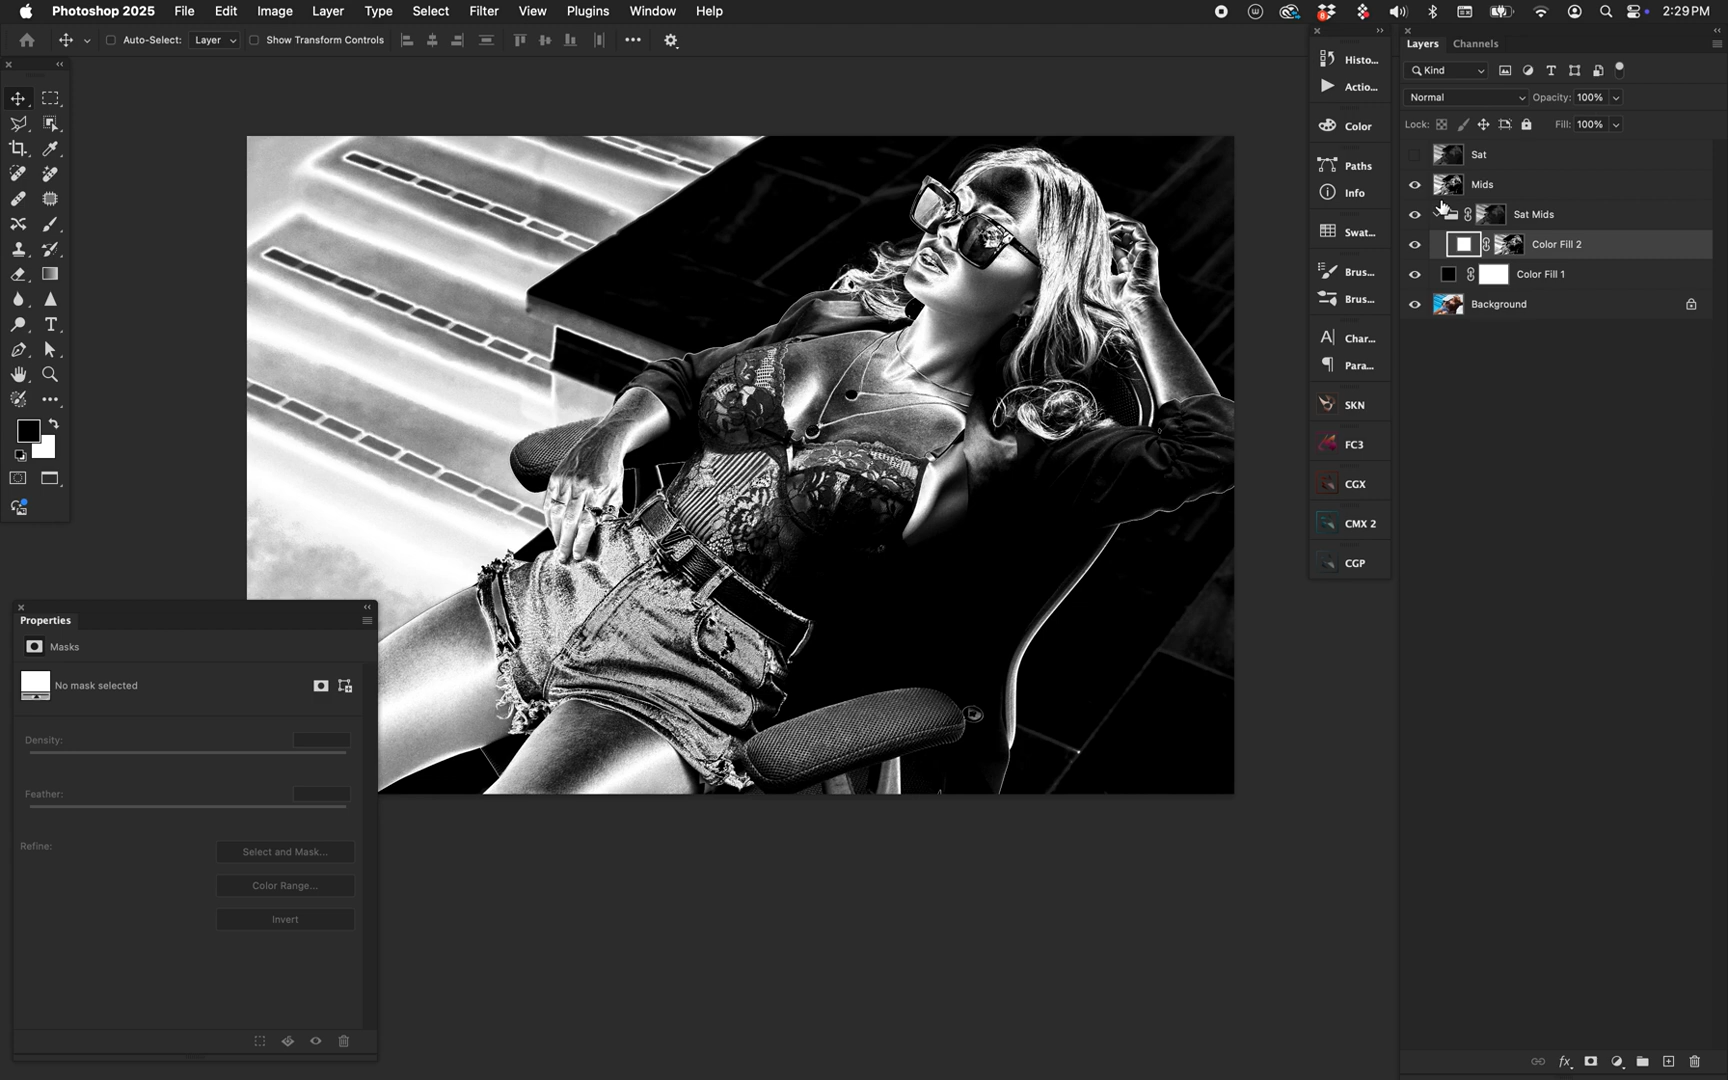 Photoshop 2025 File Edit Image Layer Type Select Filter View Plugins Window Help 8 2:29 PM
Auto-Select: Layer Show Transform Controls
Layers Channels
Kind
Normal Opacity: 100%
Lock: Fill: 100%
Sat
Mids
Sat Mids
Color Fill 2
Color Fill 1
Background
Histo...
Actio...
Color
Paths
Info
Swat...
Brus...
Brus...
Char...
Para...
SKN
FC3
CGX
CMX 2
CGP
Properties
Masks
No mask selected
Density:
Feather:
Refine:
Select and Mask...
Color Range...
Invert